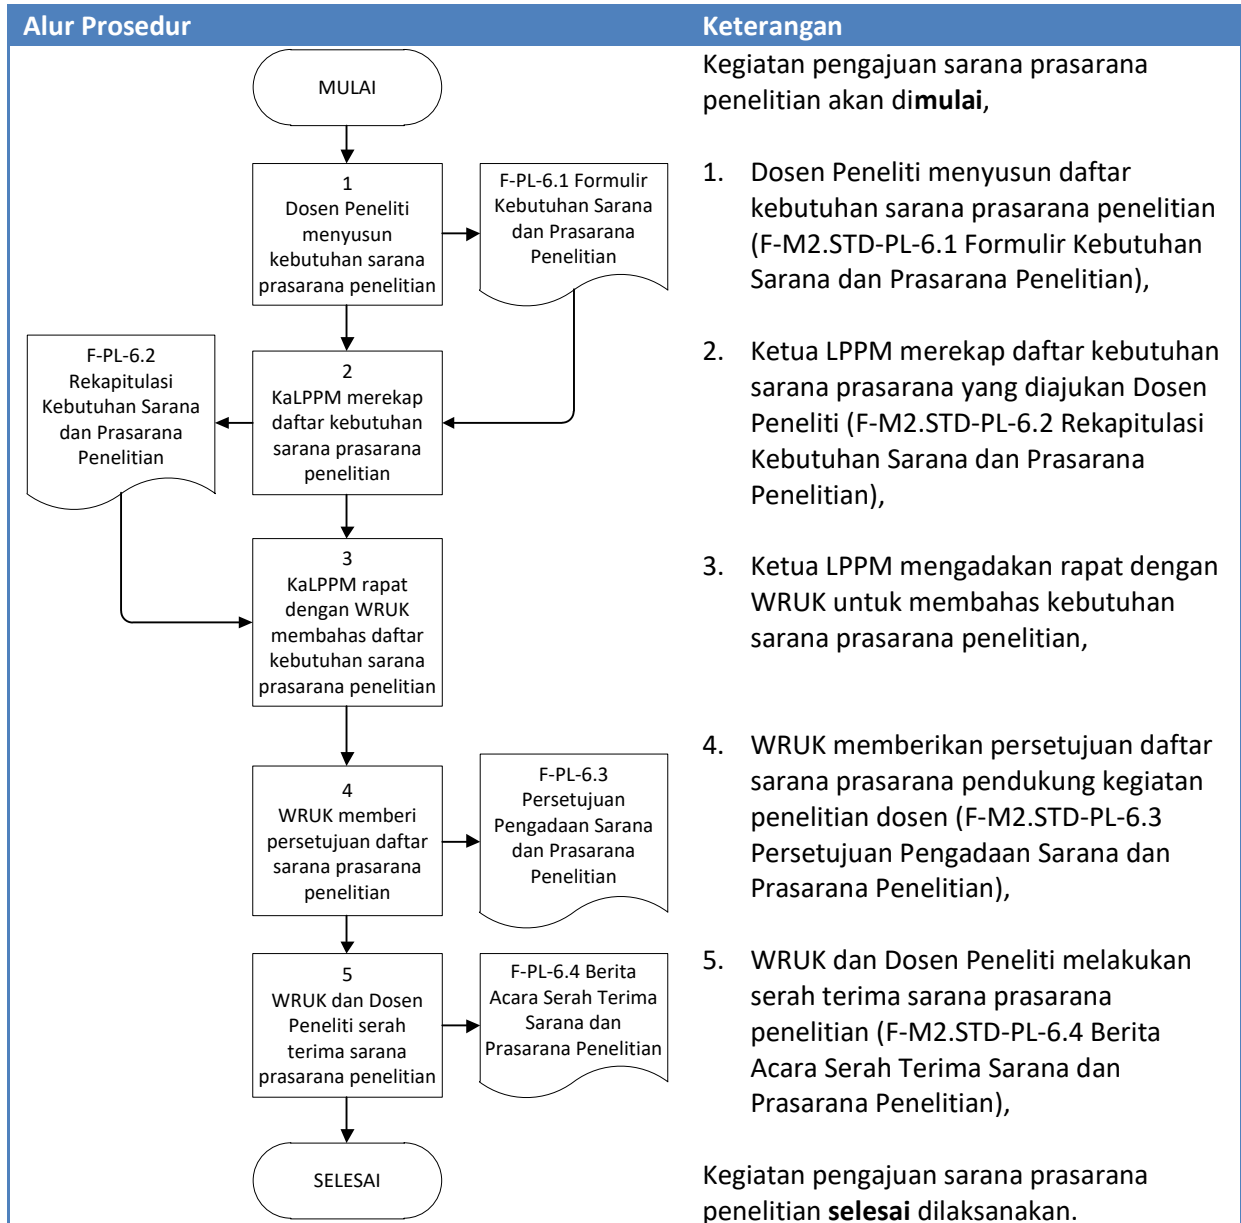 Alur Prosedur
Keterangan
MULAI
1
Dosen Peneliti
menyusun
kebutuhan sarana
prasarana penelitian
F-PL-6.1 Formulir
Kebutuhan Sarana
dan Prasarana
Penelitian
F-PL-6.2
Rekapitulasi
Kebutuhan Sarana
dan Prasarana
Penelitian
2
KaLPPM merekap
daftar kebutuhan
sarana prasarana
penelitian
3
KaLPPM rapat
dengan WRUK
membahas daftar
kebutuhan sarana
prasarana penelitian
4
WRUK memberi
persetujuan daftar
sarana prasarana
penelitian
F-PL-6.3
Persetujuan
Pengadaan Sarana
dan Prasarana
Penelitian
5
WRUK dan Dosen
Peneliti serah
terima sarana
prasarana penelitian
F-PL-6.4 Berita
Acara Serah Terima
Sarana dan
Prasarana Penelitian
SELESAI
Kegiatan pengajuan sarana prasarana
penelitian akan dimulai,
1. Dosen Peneliti menyusun daftar
kebutuhan sarana prasarana penelitian
(F-M2.STD-PL-6.1 Formulir Kebutuhan
Sarana dan Prasarana Penelitian),
2. Ketua LPPM merekap daftar kebutuhan
sarana prasarana yang diajukan Dosen
Peneliti (F-M2.STD-PL-6.2 Rekapitulasi
Kebutuhan Sarana dan Prasarana
Penelitian),
3. Ketua LPPM mengadakan rapat dengan
WRUK untuk membahas kebutuhan
sarana prasarana penelitian,
4. WRUK memberikan persetujuan daftar
sarana prasarana pendukung kegiatan
penelitian dosen (F-M2.STD-PL-6.3
Persetujuan Pengadaan Sarana dan
Prasarana Penelitian),
5. WRUK dan Dosen Peneliti melakukan
serah terima sarana prasarana
penelitian (F-M2.STD-PL-6.4 Berita
Acara Serah Terima Sarana dan
Prasarana Penelitian),
Kegiatan pengajuan sarana prasarana
penelitian selesai dilaksanakan.